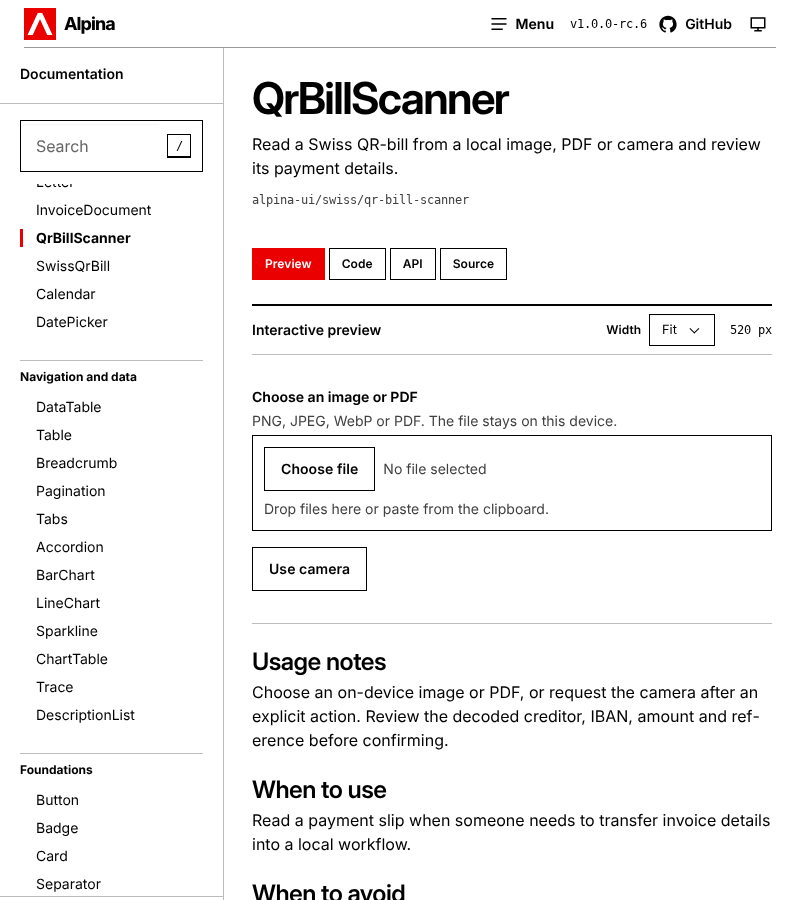 Alpina
Menu
v1.0.0-rc.6
GitHub
Documentation
Search
/
Letter
InvoiceDocument
QrBillScanner
SwissQrBill
Calendar
DatePicker
Navigation and data
DataTable
Table
Breadcrumb
Pagination
Tabs
Accordion
BarChart
LineChart
Sparkline
ChartTable
Trace
DescriptionList
Foundations
Button
Badge
Card
Separator
QrBillScanner
Read a Swiss QR-bill from a local image, PDF or camera and review
its payment details.
alpina-ui/swiss/qr-bill-scanner
Preview
Code
API
Source
Interactive preview
Width
Fit
520 px
Choose an image or PDF
PNG, JPEG, WebP or PDF. The file stays on this device.
Choose file
No file selected
Drop files here or paste from the clipboard.
Use camera
Usage notes
Choose an on-device image or PDF, or request the camera after an
explicit action. Review the decoded creditor, IBAN, amount and ref-
erence before confirming.
When to use
Read a payment slip when someone needs to transfer invoice details
into a local workflow.
When to avoid